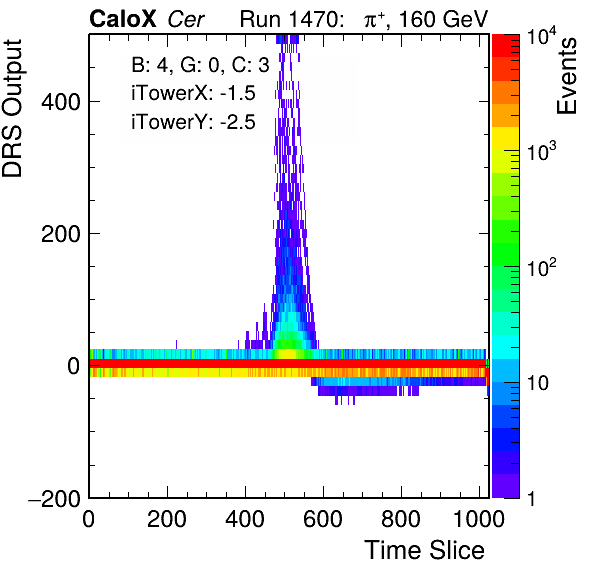 CaloX Cer Run 1470: π⁺, 160 GeV
DRS Output
Events
B: 4, G: 0, C: 3
iTowerX: -1.5
iTowerY: -2.5
400
200
0
−200
0 200 400 600 800 1000
Time Slice
10⁴
10³
10²
10
1